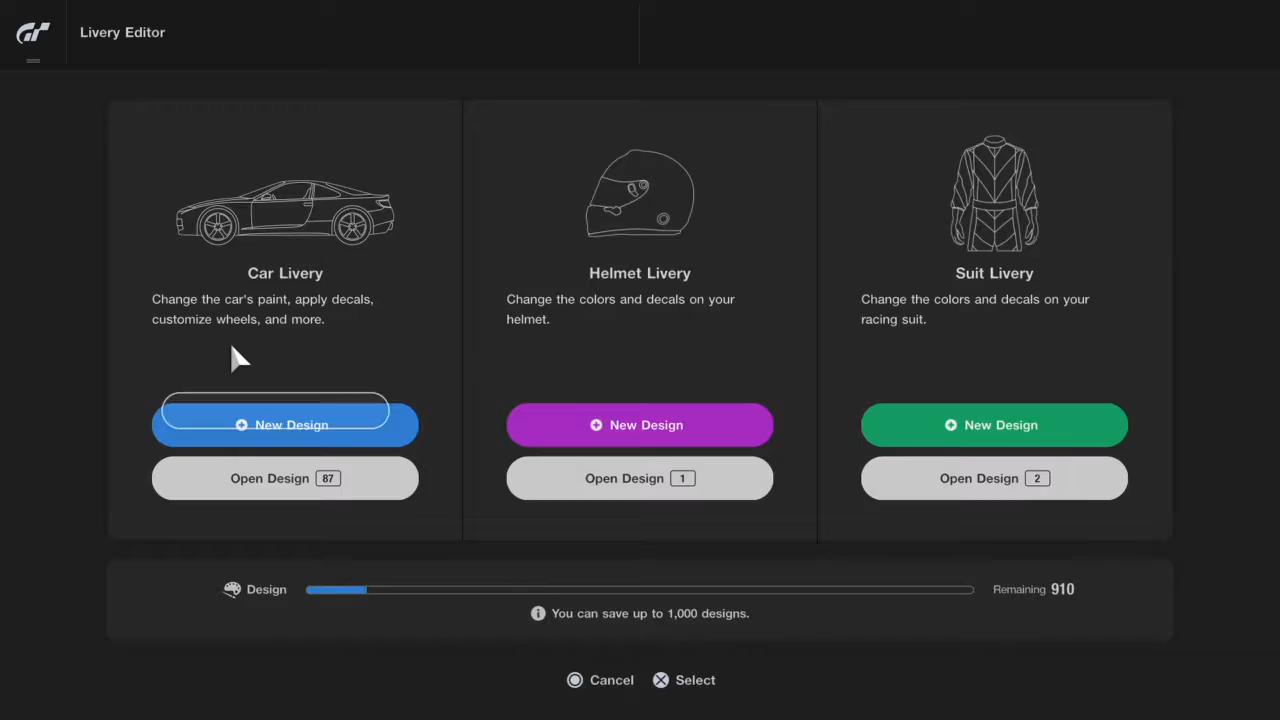 Livery Editor
Car Livery
Change the car's paint, apply decals,
customize wheels, and more.
New Design
Open Design 87
Helmet Livery
Change the colors and decals on your
helmet.
New Design
Open Design 1
Suit Livery
Change the colors and decals on your
racing suit.
New Design
Open Design 2
Design
Remaining 910
You can save up to 1,000 designs.
Cancel
Select